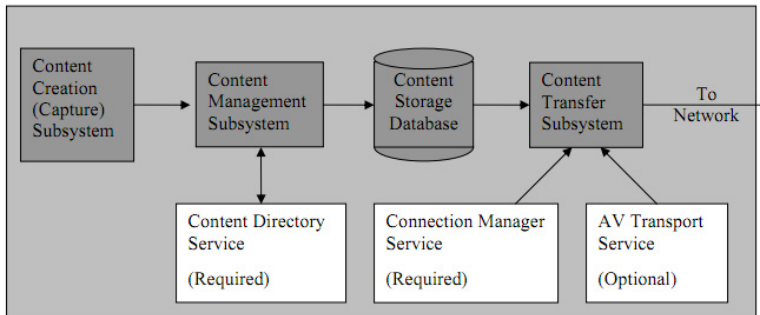 Content
Creation
(Capture)
Subsystem
Content
Management
Subsystem
Content
Storage
Database
Content
Transfer
Subsystem
To
Network
Content Directory
Service
(Required)
Connection Manager
Service
(Required)
AV Transport
Service
(Optional)